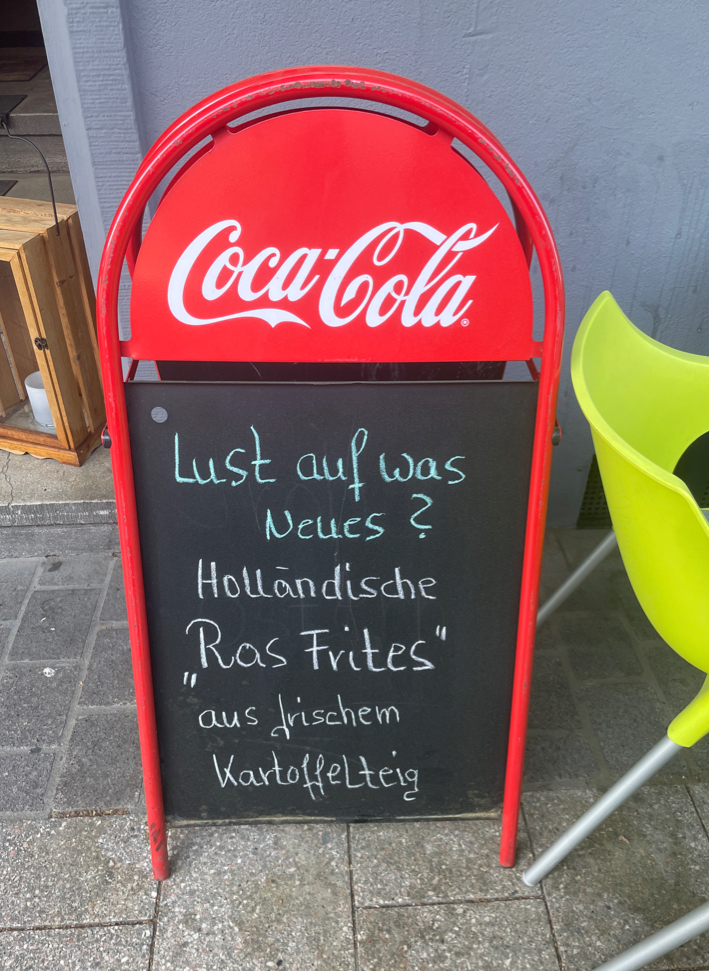 Coca-Cola®
Lust auf was
Neues ?
Holländische
„Ras Frites"
aus frischem
Kartoffelteig